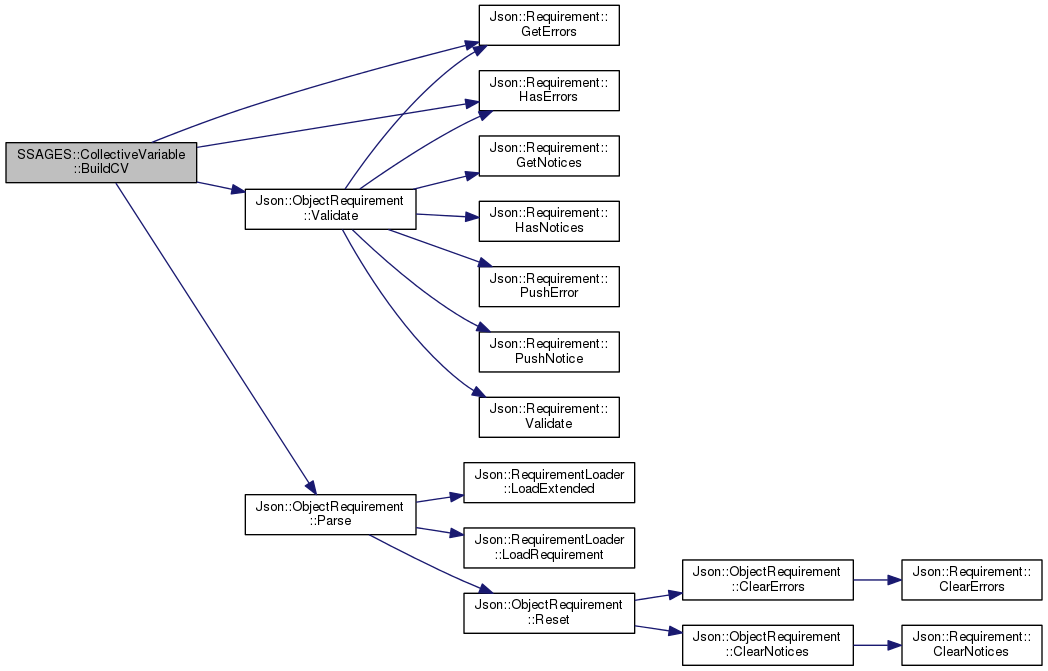 Json::Requirement::
GetErrors
Json::Requirement::
HasErrors
SSAGES::CollectiveVariable
::BuildCV
Json::Requirement::
GetNotices
Json::ObjectRequirement
::Validate
Json::Requirement::
HasNotices
Json::Requirement::
PushError
Json::Requirement::
PushNotice
Json::Requirement::
Validate
Json::RequirementLoader
::LoadExtended
Json::ObjectRequirement
::Parse
Json::RequirementLoader
::LoadRequirement
Json::ObjectRequirement
::Reset
Json::ObjectRequirement
::ClearErrors
Json::Requirement::
ClearErrors
Json::ObjectRequirement
::ClearNotices
Json::Requirement::
ClearNotices